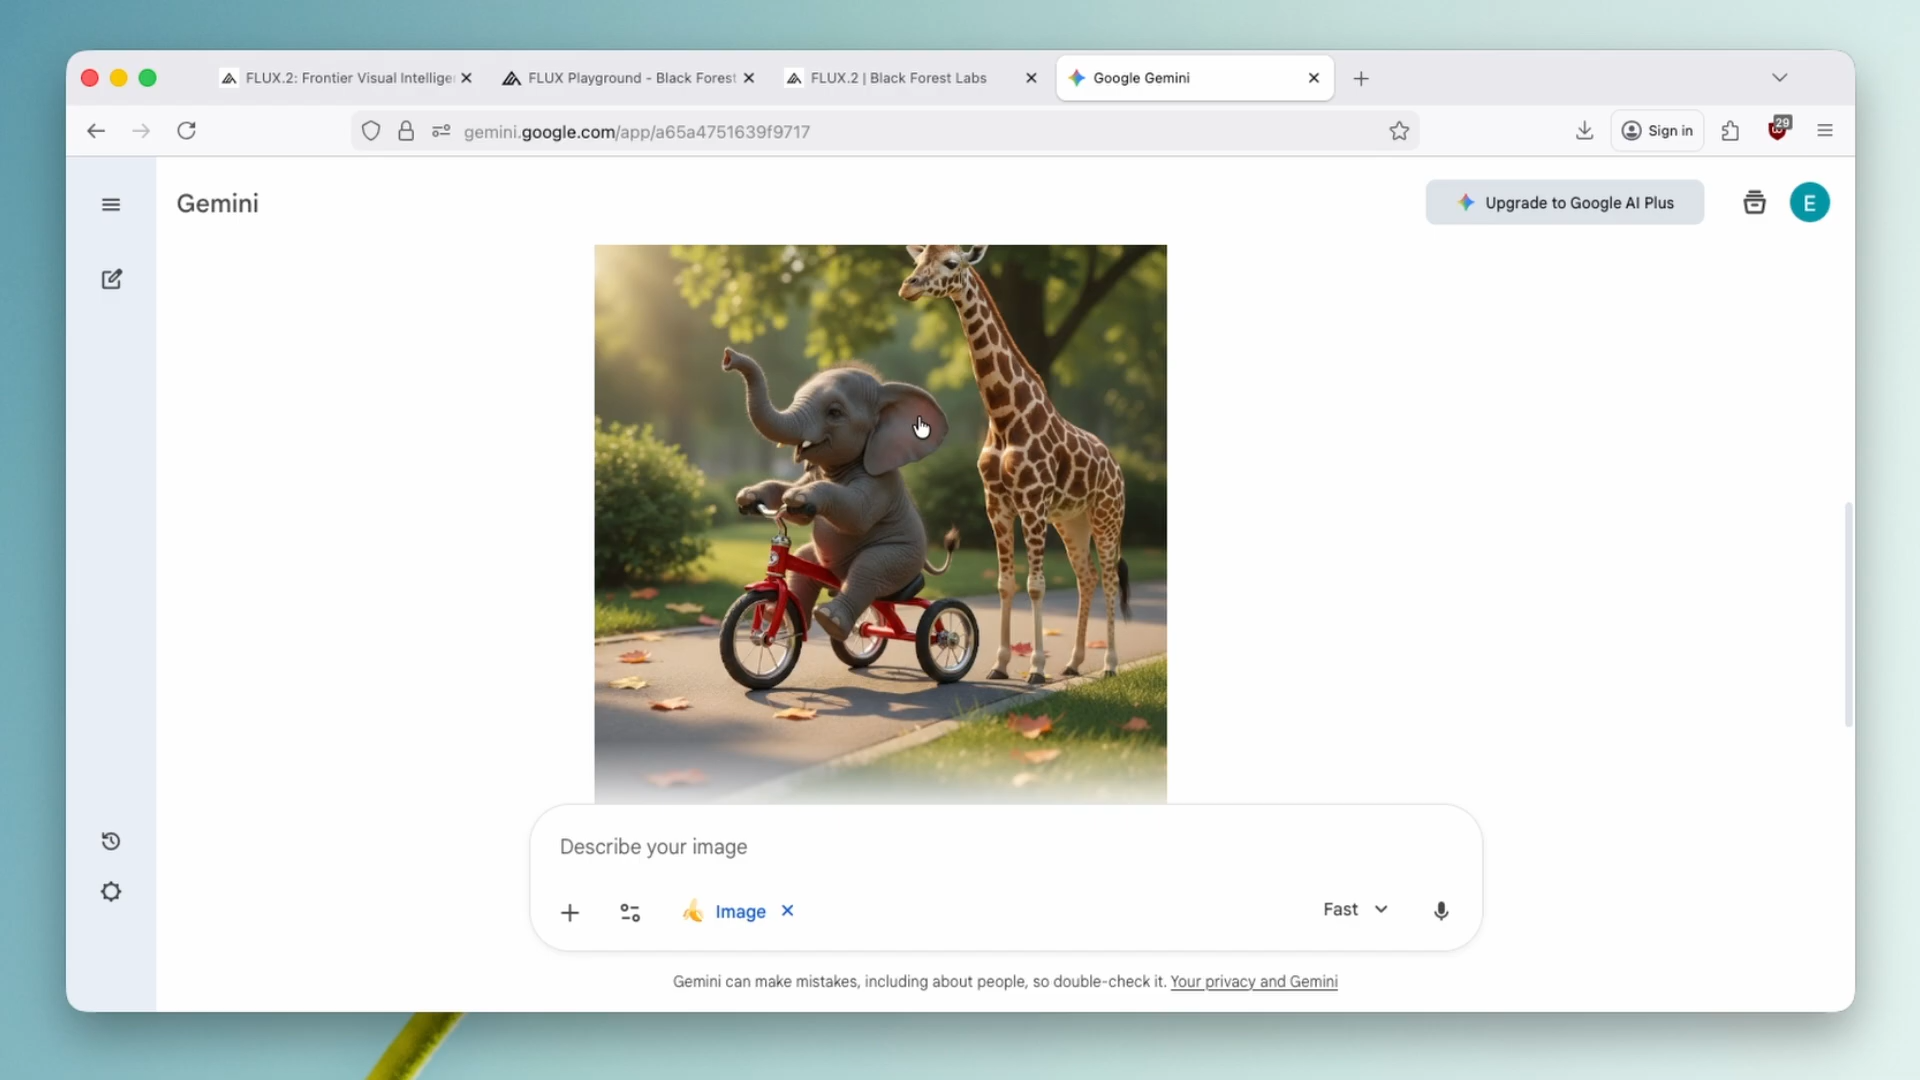 FLUX.2: Frontier Visual Intellige
FLUX Playground - Black Forest
FLUX.2 | Black Forest Labs
Google Gemini
gemini.google.com/app/a65a4751639f9717
Sign in
29
Gemini
Upgrade to Google AI Plus
E
Describe your image
Image
Fast
Gemini can make mistakes, including about people, so double-check it. Your privacy and Gemini